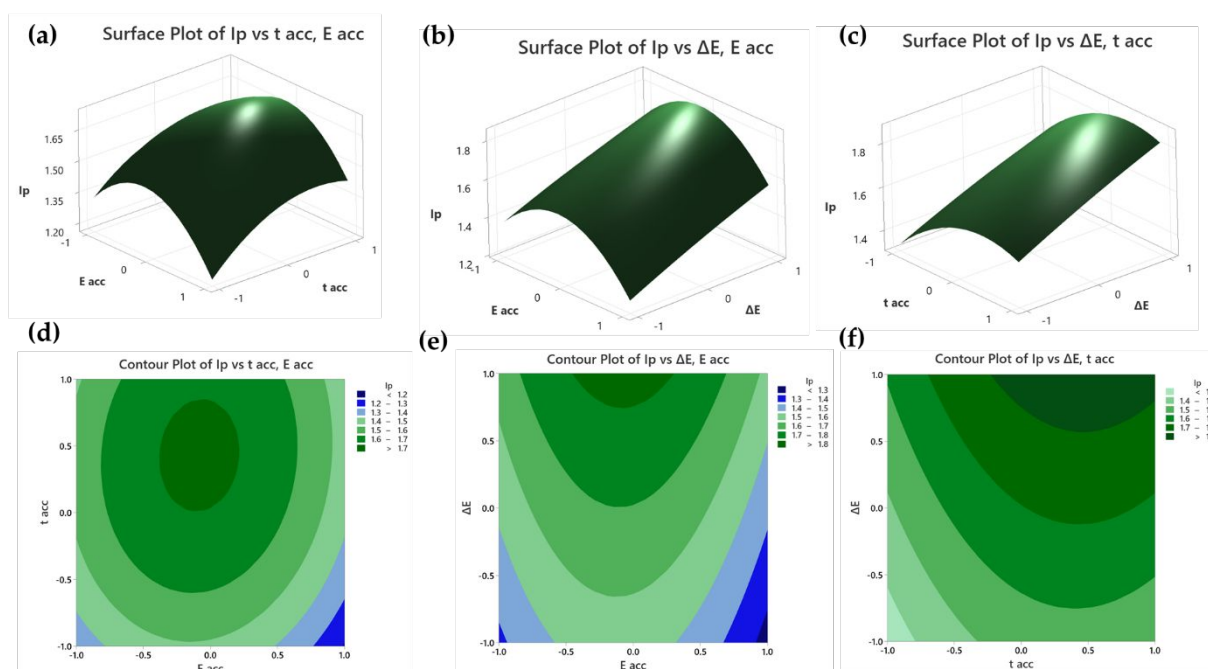 (a)
Surface Plot of Ip vs t acc, E acc
1.65
1.50
1.35
1.20
Ip
-1
0
1
E acc
-1
0
1
t acc
(b)
Surface Plot of Ip vs ΔE, E acc
1.8
1.6
1.4
1.2
Ip
-1
0
1
E acc
-1
0
1
ΔE
(c)
Surface Plot of Ip vs ΔE, t acc
1.8
1.6
1.4
Ip
-1
0
1
t acc
-1
0
1
ΔE
(d)
Contour Plot of Ip vs t acc, E acc
1.0
0.5
0.0
-0.5
-1.0
t acc
-1.0 -0.5 0.0 0.5 1.0
E acc
Ip
< 1.2
1.2 – 1.3
1.3 – 1.4
1.4 – 1.5
1.5 – 1.6
1.6 – 1.7
> 1.7
(e)
Contour Plot of Ip vs ΔE, E acc
1.0
0.5
0.0
-0.5
-1.0
ΔE
-1.0 -0.5 0.0 0.5 1.0
E acc
Ip
< 1.3
1.3 – 1.4
1.4 – 1.5
1.5 – 1.6
1.6 – 1.7
1.7 – 1.8
> 1.8
(f)
Contour Plot of Ip vs ΔE, t acc
1.0
0.5
0.0
-0.5
-1.0
ΔE
-1.0 -0.5 0.0 0.5 1.0
t acc
Ip
< 1
1.4 –
1.5 –
1.6 –
1.7 –
> 1